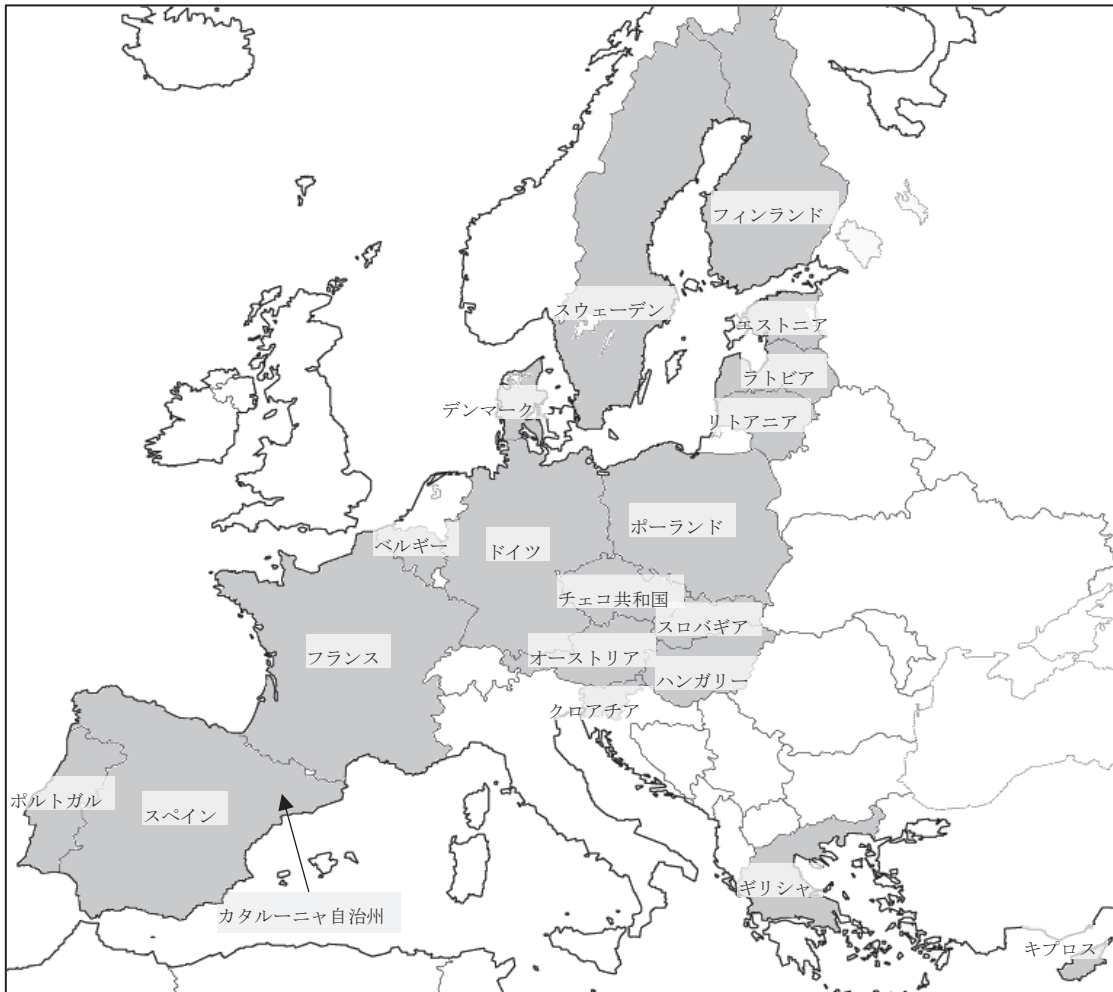 フィンランド
スウェーデン
エストニア
ラトビア
デンマーク
リトアニア
ポーランド
ベルギー
ドイツ
チェコ共和国
スロバギア
フランス
オーストリア
ハンガリー
クロアチア
ポルトガル
スペイン
ギリシャ
カタルーニャ自治州
キプロス